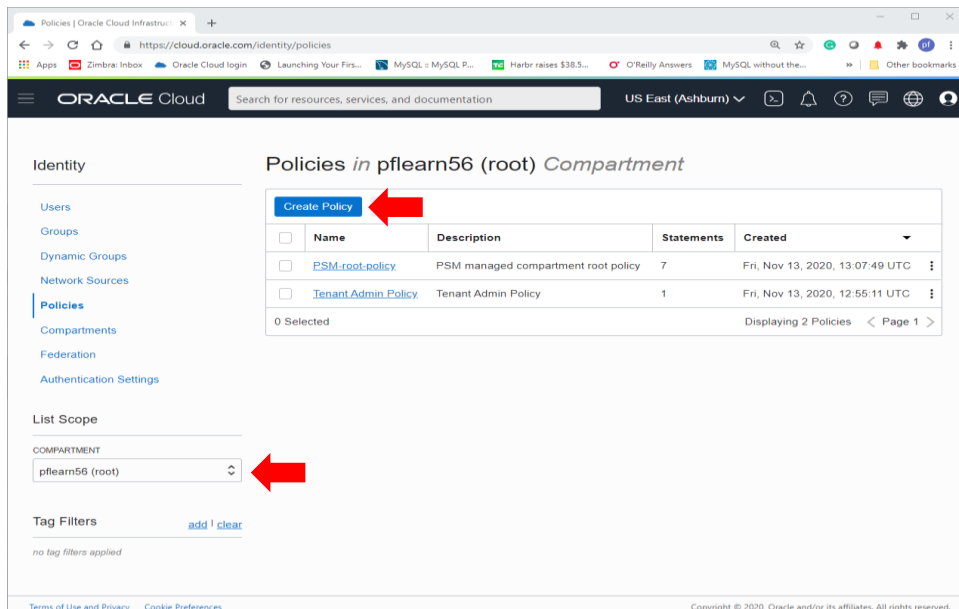 Policies | Oracle Cloud Infrastruct
https://cloud.oracle.com/identity/policies
pf
Apps Zimbra: Inbox Oracle Cloud login Launching Your Firs... MySQL :: MySQL P... Harbr raises $38.5... O'Reilly Answers MySQL without the... » Other bookmarks
ORACLE Cloud Search for resources, services, and documentation US East (Ashburn)
Identity
Users
Groups
Dynamic Groups
Network Sources
Policies
Compartments
Federation
Authentication Settings
List Scope
COMPARTMENT
pflearn56 (root)
Tag Filters add | clear
no tag filters applied
Policies in pflearn56 (root) Compartment
Create Policy
Name Description Statements Created
PSM-root-policy PSM managed compartment root policy 7 Fri, Nov 13, 2020, 13:07:49 UTC
Tenant Admin Policy Tenant Admin Policy 1 Fri, Nov 13, 2020, 12:55:11 UTC
0 Selected Displaying 2 Policies < Page 1 >
Terms of Use and Privacy Cookie Preferences Copyright © 2020, Oracle and/or its affiliates. All rights reserved.